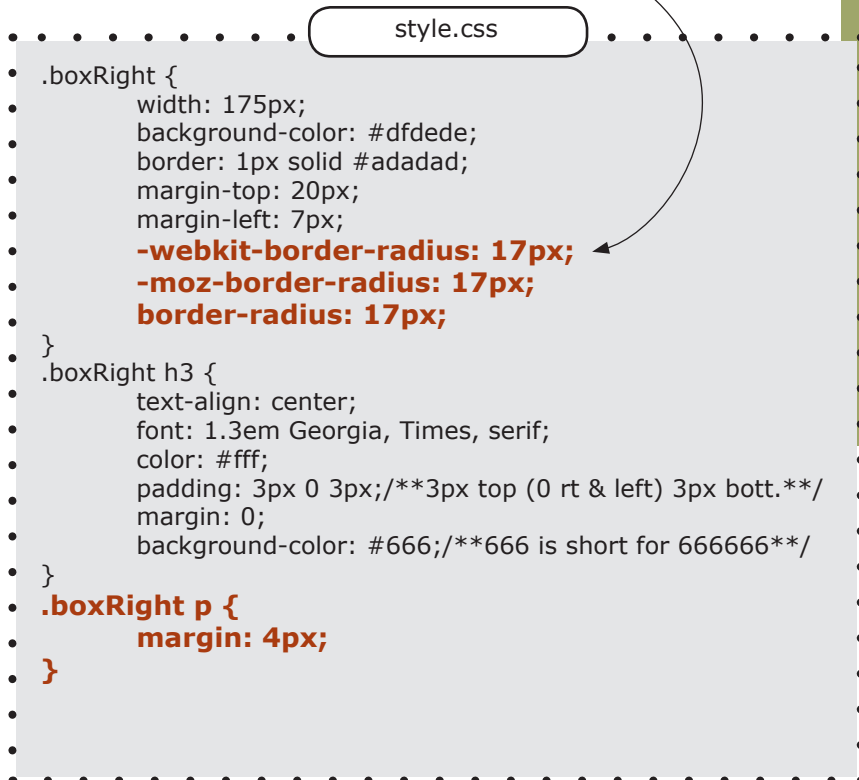 style.css
.boxRight {
width: 175px;
background-color: #dfdede;
border: 1px solid #adadad;
margin-top: 20px;
margin-left: 7px;
-webkit-border-radius: 17px;
-moz-border-radius: 17px;
border-radius: 17px;
}
.boxRight h3 {
text-align: center;
font: 1.3em Georgia, Times, serif;
color: #fff;
padding: 3px 0 3px;/**3px top (0 rt & left) 3px bott.**/
margin: 0;
background-color: #666;/**666 is short for 666666**/
}
.boxRight p {
margin: 4px;
}